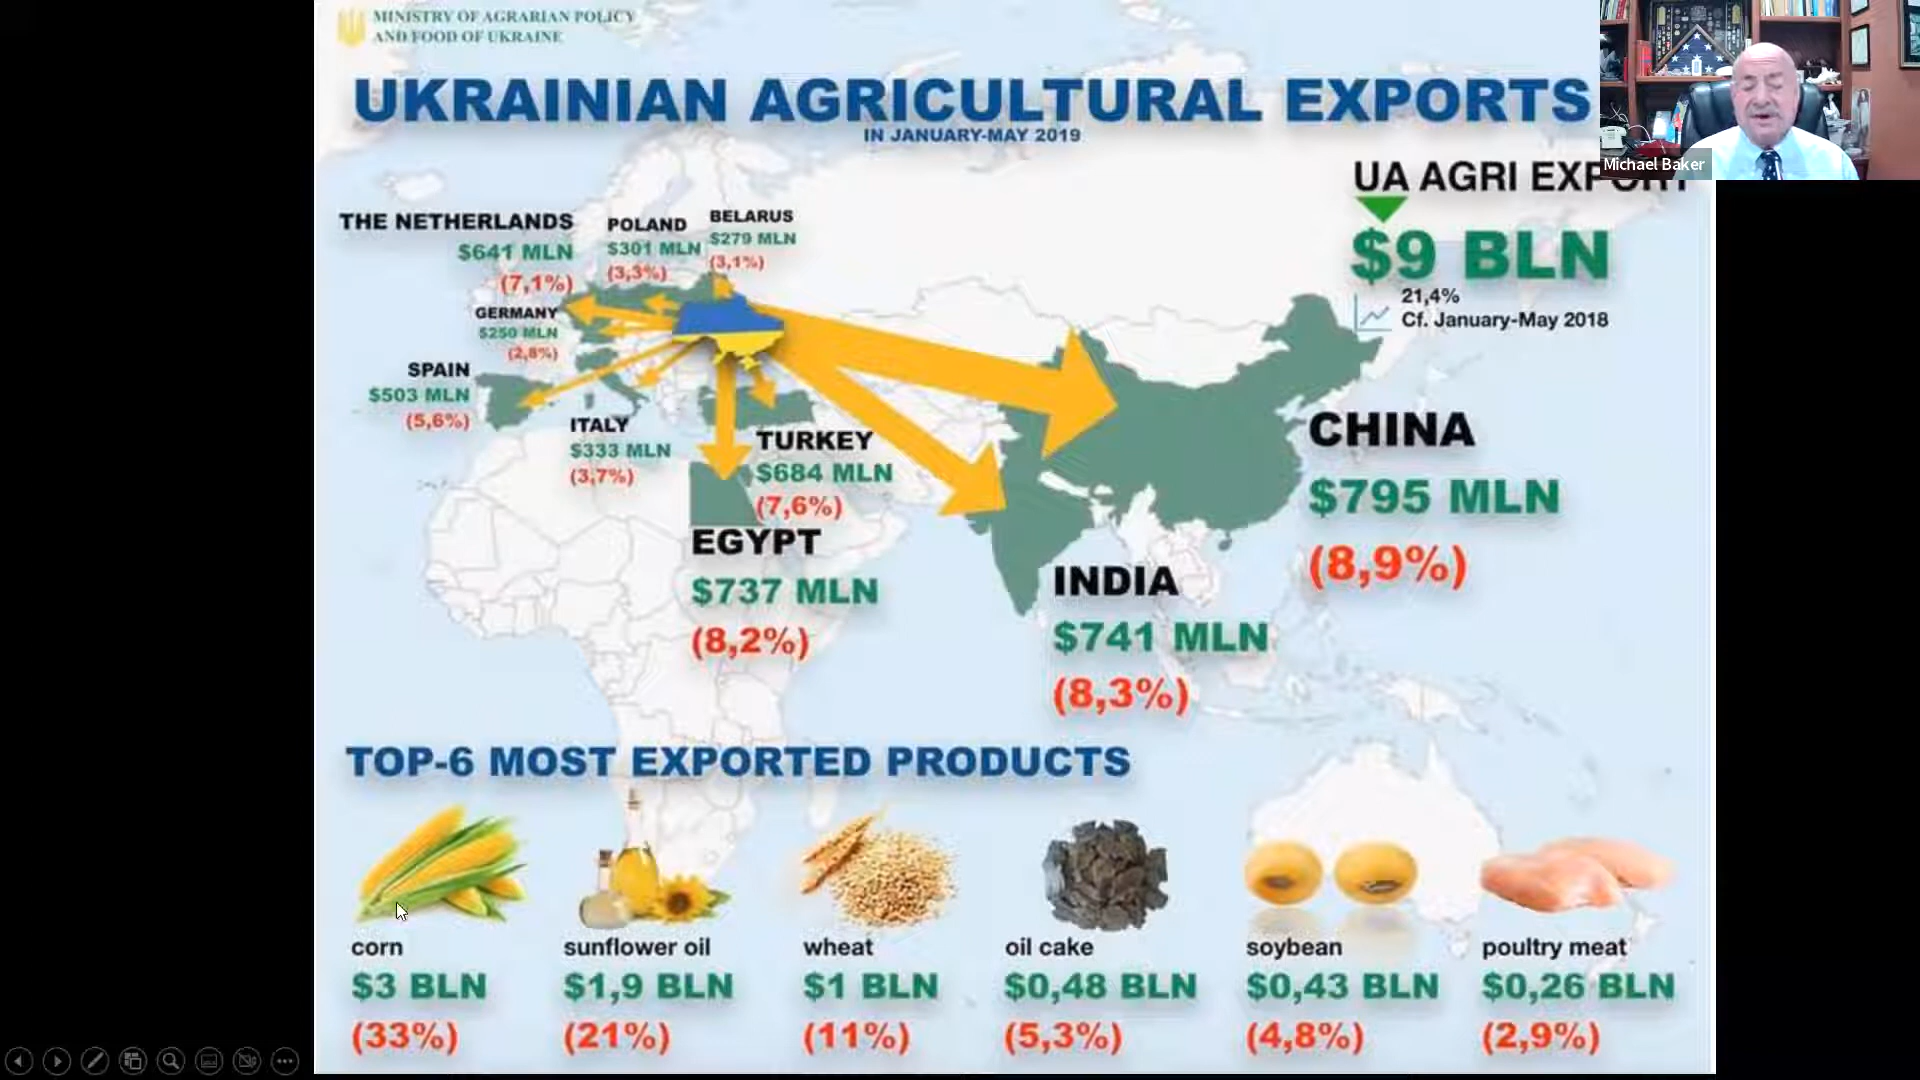 MINISTRY OF AGRARIAN POLICY
AND FOOD OF UKRAINE
UKRAINIAN AGRICULTURAL EXPORTS
IN JANUARY-MAY 2019
Michael Baker
UA AGRI EXPORT
$9 BLN
21,4%
Cf. January-May 2018
THE NETHERLANDS
$641 MLN
(7,1%)
POLAND
$301 MLN
(3,3%)
BELARUS
$279 MLN
(3,1%)
GERMANY
$250 MLN
(2,8%)
SPAIN
$503 MLN
(5,6%)
ITALY
$333 MLN
(3,7%)
TURKEY
$684 MLN
(7,6%)
EGYPT
$737 MLN
(8,2%)
INDIA
$741 MLN
(8,3%)
CHINA
$795 MLN
(8,9%)
TOP-6 MOST EXPORTED PRODUCTS
corn
$3 BLN
(33%)
sunflower oil
$1,9 BLN
(21%)
wheat
$1 BLN
(11%)
oil cake
$0,48 BLN
(5,3%)
soybean
$0,43 BLN
(4,8%)
poultry meat
$0,26 BLN
(2,9%)